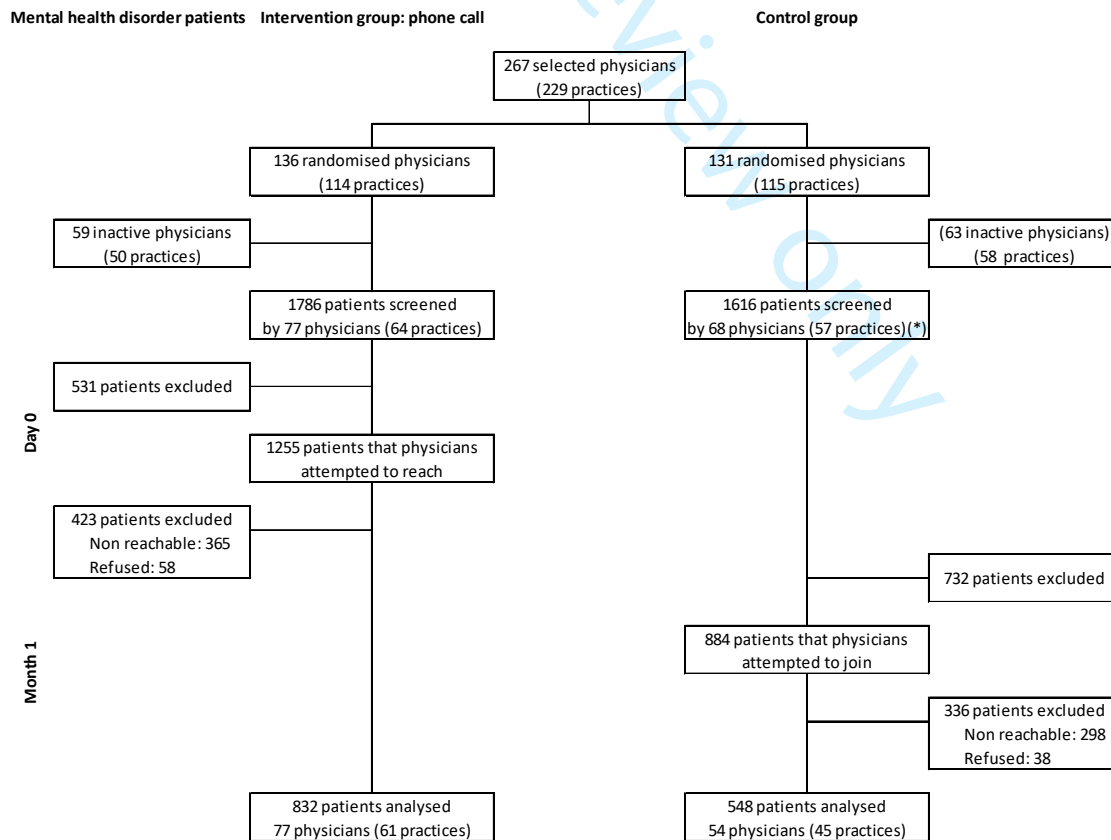 Mental health disorder patients Intervention group: phone call Control group
267 selected physicians
(229 practices)
136 randomised physicians
(114 practices)
131 randomised physicians
(115 practices)
59 inactive physicians
(50 practices)
(63 inactive physicians)
(58 practices)
1786 patients screened
by 77 physicians (64 practices)
1616 patients screened
by 68 physicians (57 practices)(*)
531 patients excluded
Day 0
1255 patients that physicians
attempted to reach
423 patients excluded
Non reachable: 365
Refused: 58
732 patients excluded
Month 1
884 patients that physicians
attempted to join
336 patients excluded
Non reachable: 298
Refused: 38
832 patients analysed
77 physicians (61 practices)
548 patients analysed
54 physicians (45 practices)
view only